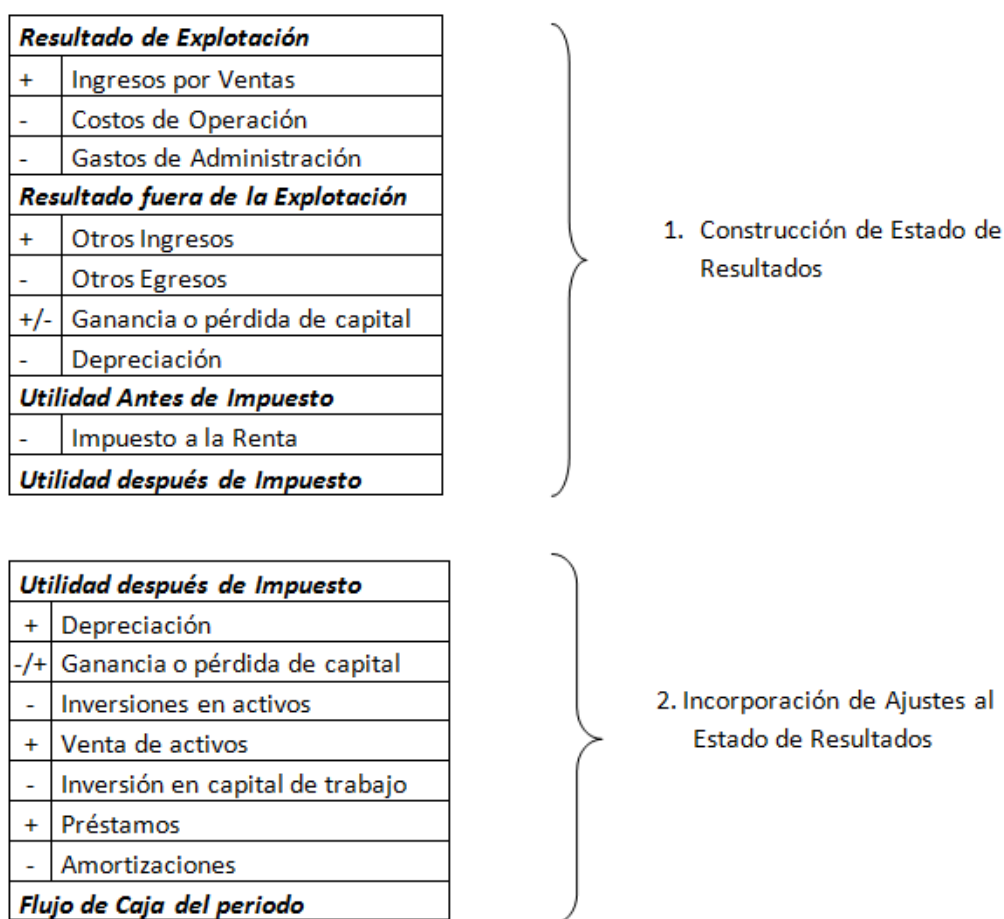 Resultado de Explotación
+ Ingresos por Ventas
- Costos de Operación
- Gastos de Administración
Resultado fuera de la Explotación
+ Otros Ingresos
- Otros Egresos
+/- Ganancia o pérdida de capital
- Depreciación
Utilidad Antes de Impuesto
- Impuesto a la Renta
Utilidad después de Impuesto
1. Construcción de Estado de
Resultados
Utilidad después de Impuesto
+ Depreciación
-/+ Ganancia o pérdida de capital
- Inversiones en activos
+ Venta de activos
- Inversión en capital de trabajo
+ Préstamos
- Amortizaciones
Flujo de Caja del periodo
2. Incorporación de Ajustes al
Estado de Resultados